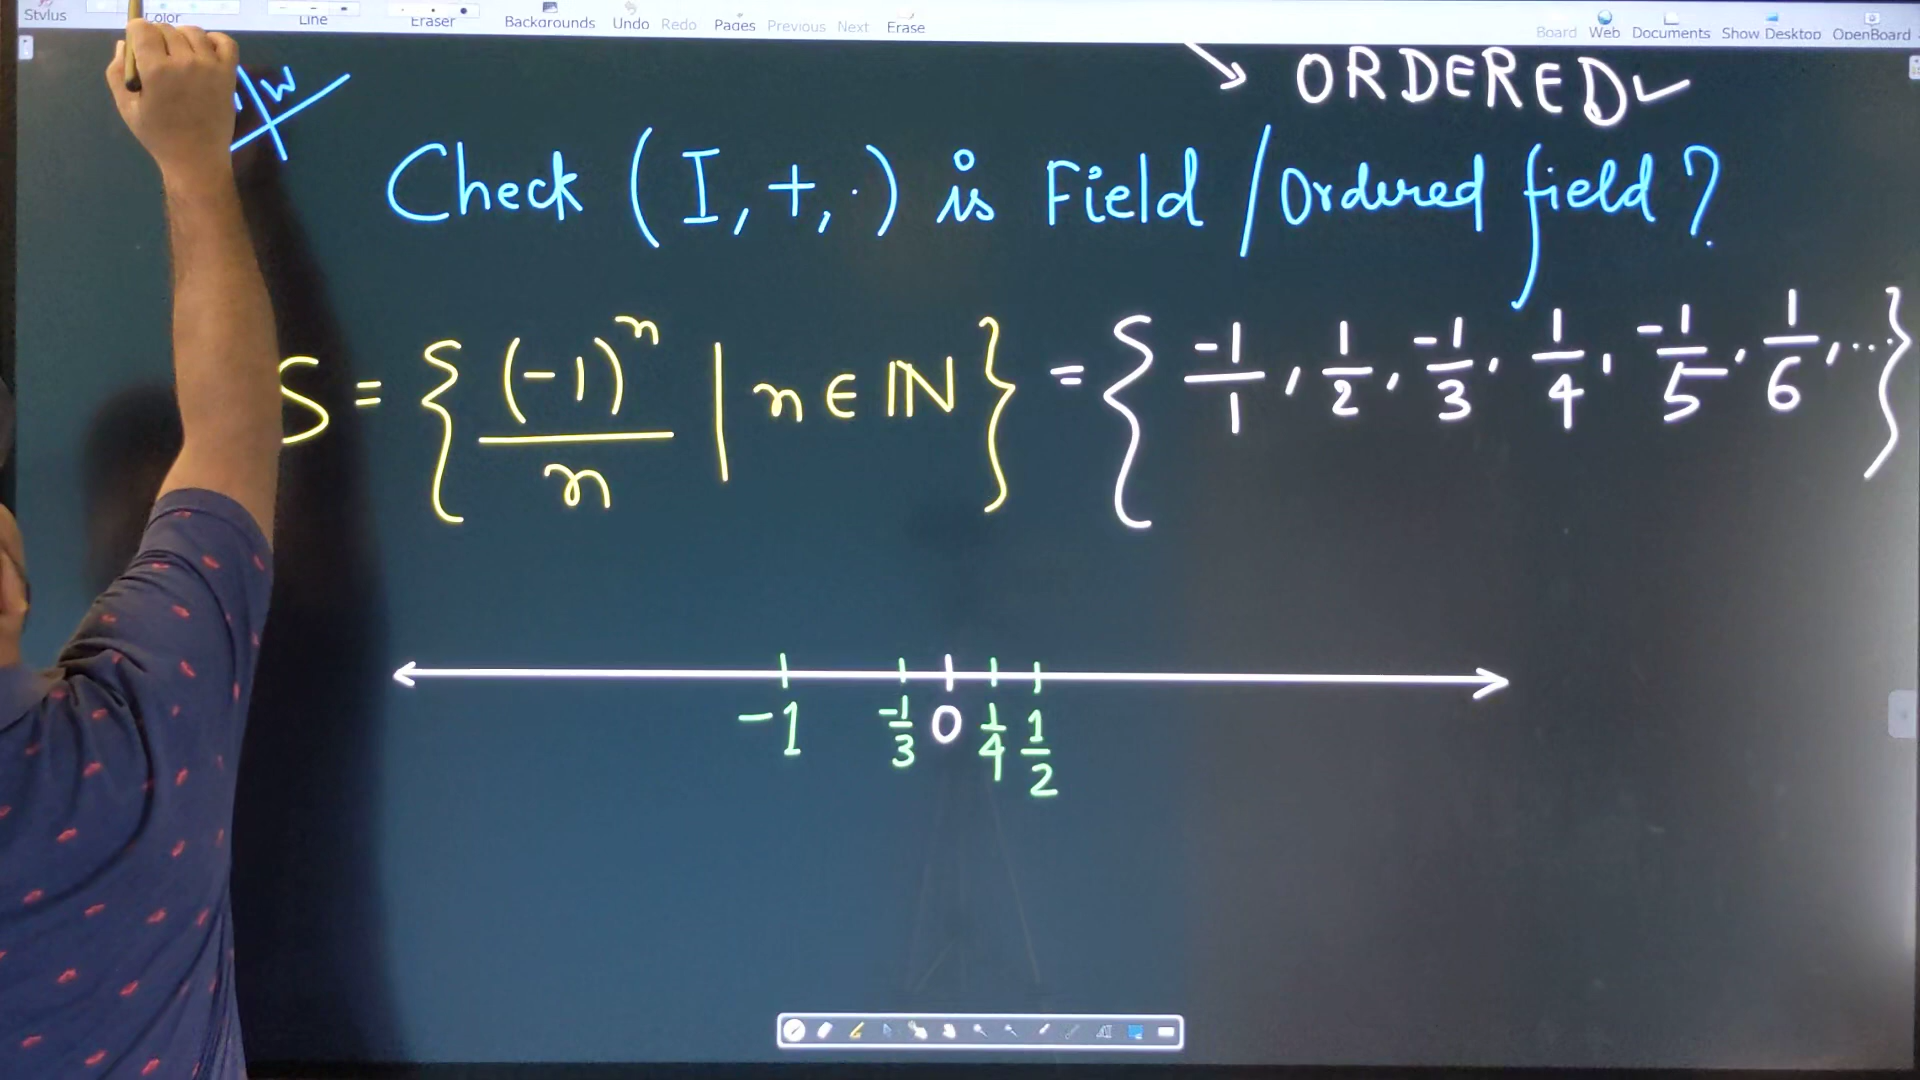 Stylus Color Line Eraser Backgrounds Undo Redo Pages Previous Next Erase Board Web Documents Show Desktop OpenBoard
ORDERED ✓
Check (I, +, ·) is Field / Ordered field ?
S = { (-1)^n / n | n ∈ ℕ } = { -1/1, 1/2, -1/3, 1/4, -1/5, 1/6, ... }
-1 -1/3 0 1/4 1/2